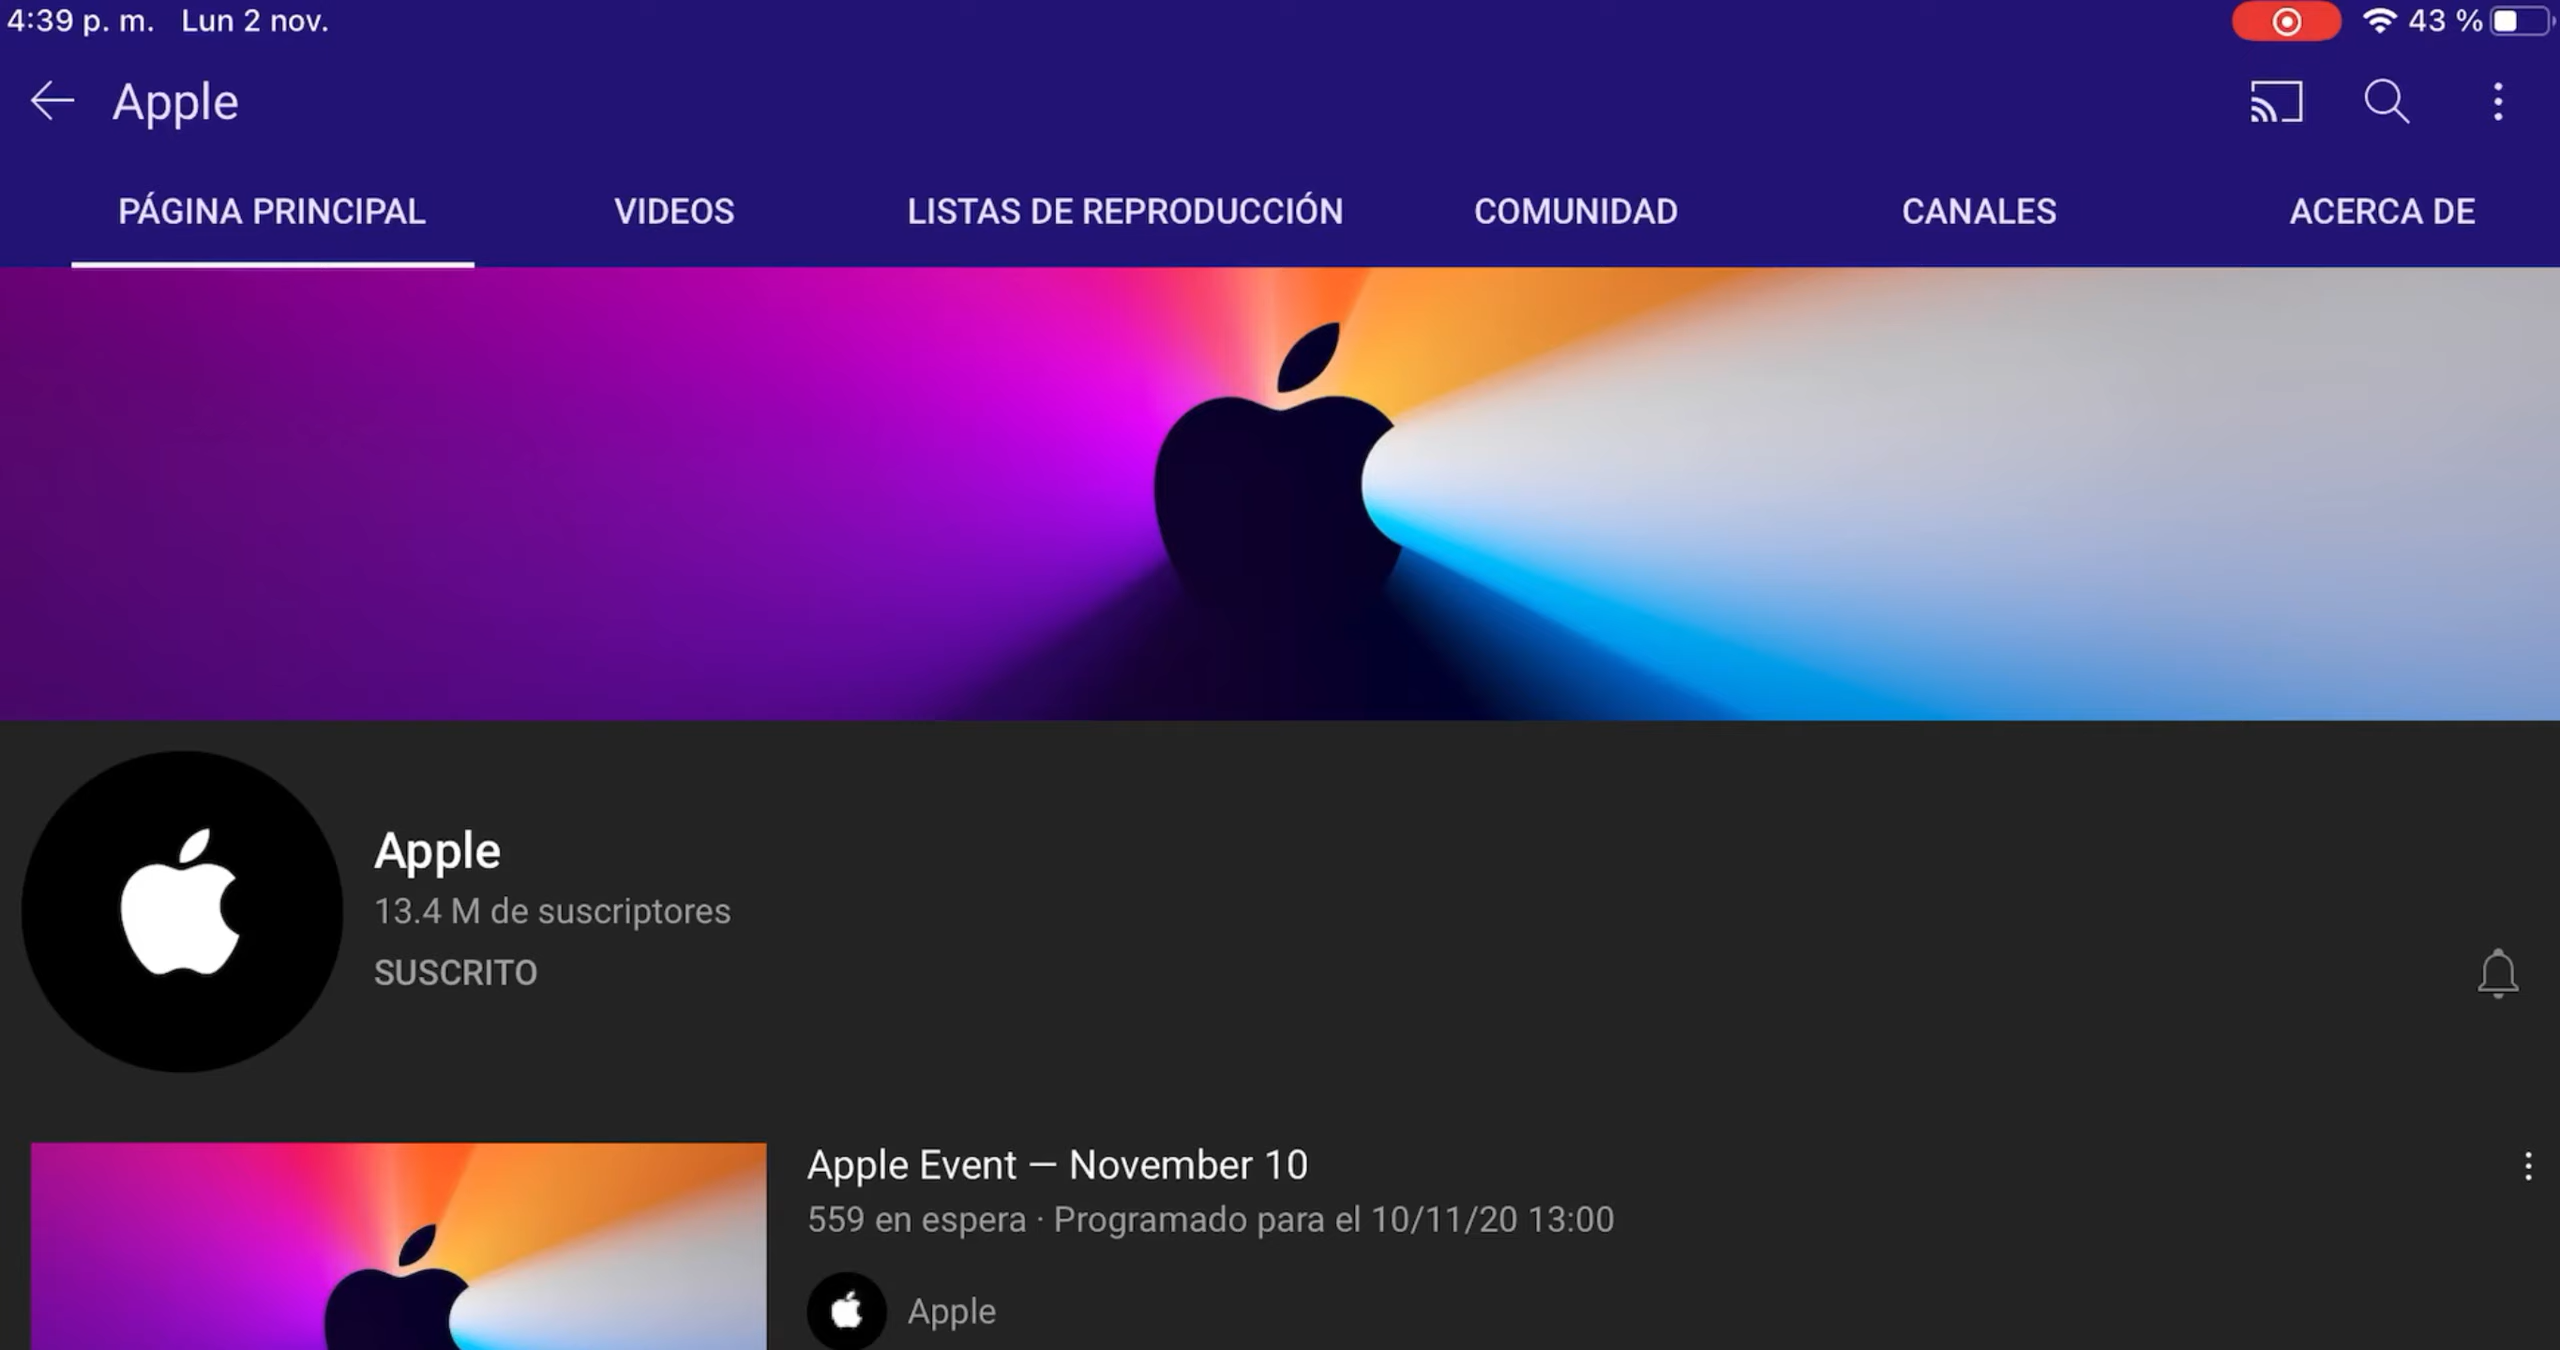 4:39 p. m. Lun 2 nov. 43 %
Apple
PÁGINA PRINCIPAL VIDEOS LISTAS DE REPRODUCCIÓN COMUNIDAD CANALES ACERCA DE
Apple
13.4 M de suscriptores
SUSCRITO
Apple Event — November 10
559 en espera · Programado para el 10/11/20 13:00
Apple